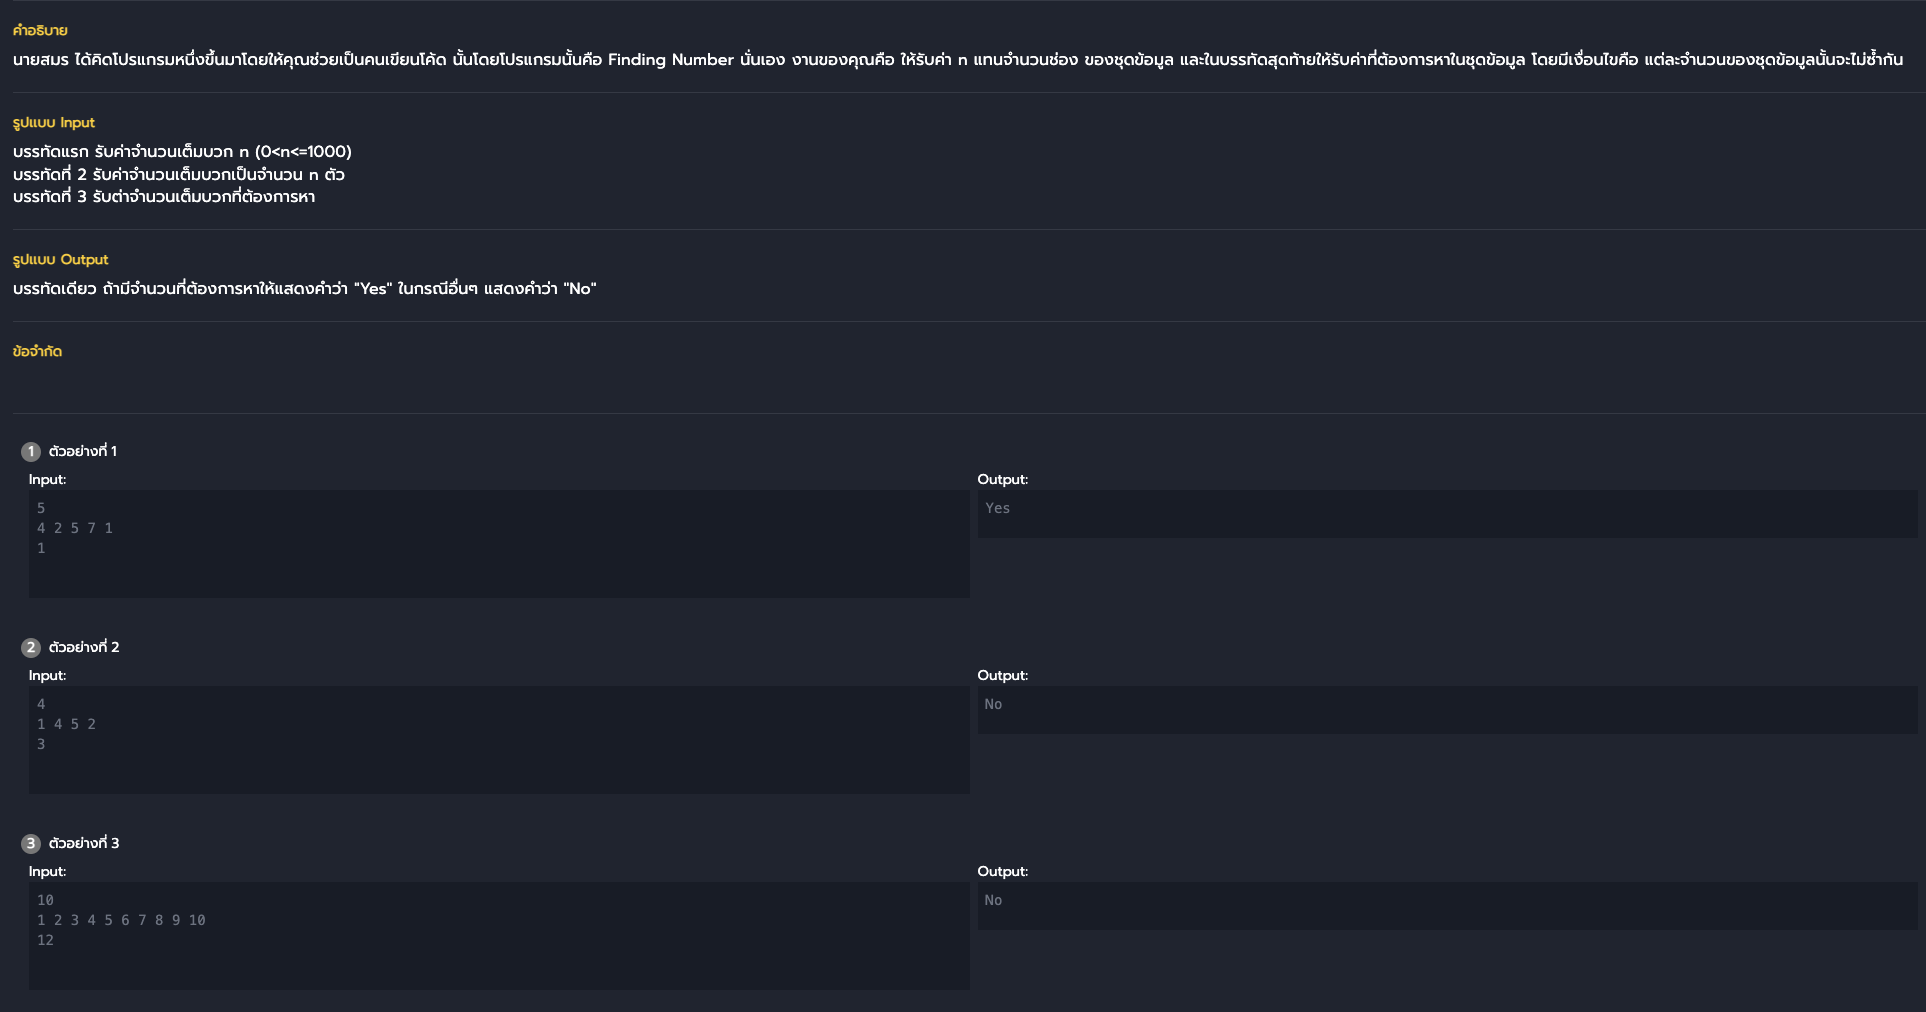 คำอธิบาย
นายสมร ได้คิดโปรแกรมหนึ่งขึ้นมาโดยให้คุณช่วยเป็นคนเขียนโค้ด นั้นโดยโปรแกรมนั้นคือ Finding Number นั่นเอง งานของคุณคือ ให้รับค่า n แทนจำนวนช่อง ของชุดข้อมูล และในบรรทัดสุดท้ายให้รับค่าที่ต้องการหาในชุดข้อมูล โดยมีเงื่อนไขคือ แต่ละจำนวนของชุดข้อมูลนั้นจะไม่ซ้ำกัน
รูปแบบ Input
บรรทัดแรก รับค่าจำนวนเต็มบวก n (0<n<=1000)
บรรทัดที่ 2 รับค่าจำนวนเต็มบวกเป็นจำนวน n ตัว
บรรทัดที่ 3 รับต่าจำนวนเต็มบวกที่ต้องการหา
รูปแบบ Output
บรรทัดเดียว ถ้ามีจำนวนที่ต้องการหาให้แสดงคำว่า "Yes" ในกรณีอื่นๆ แสดงคำว่า "No"
ข้อจำกัด
1 ตัวอย่างที่ 1
Input:
5
4 2 5 7 1
1
Output:
Yes
2 ตัวอย่างที่ 2
Input:
4
1 4 5 2
3
Output:
No
3 ตัวอย่างที่ 3
Input:
10
1 2 3 4 5 6 7 8 9 10
12
Output:
No